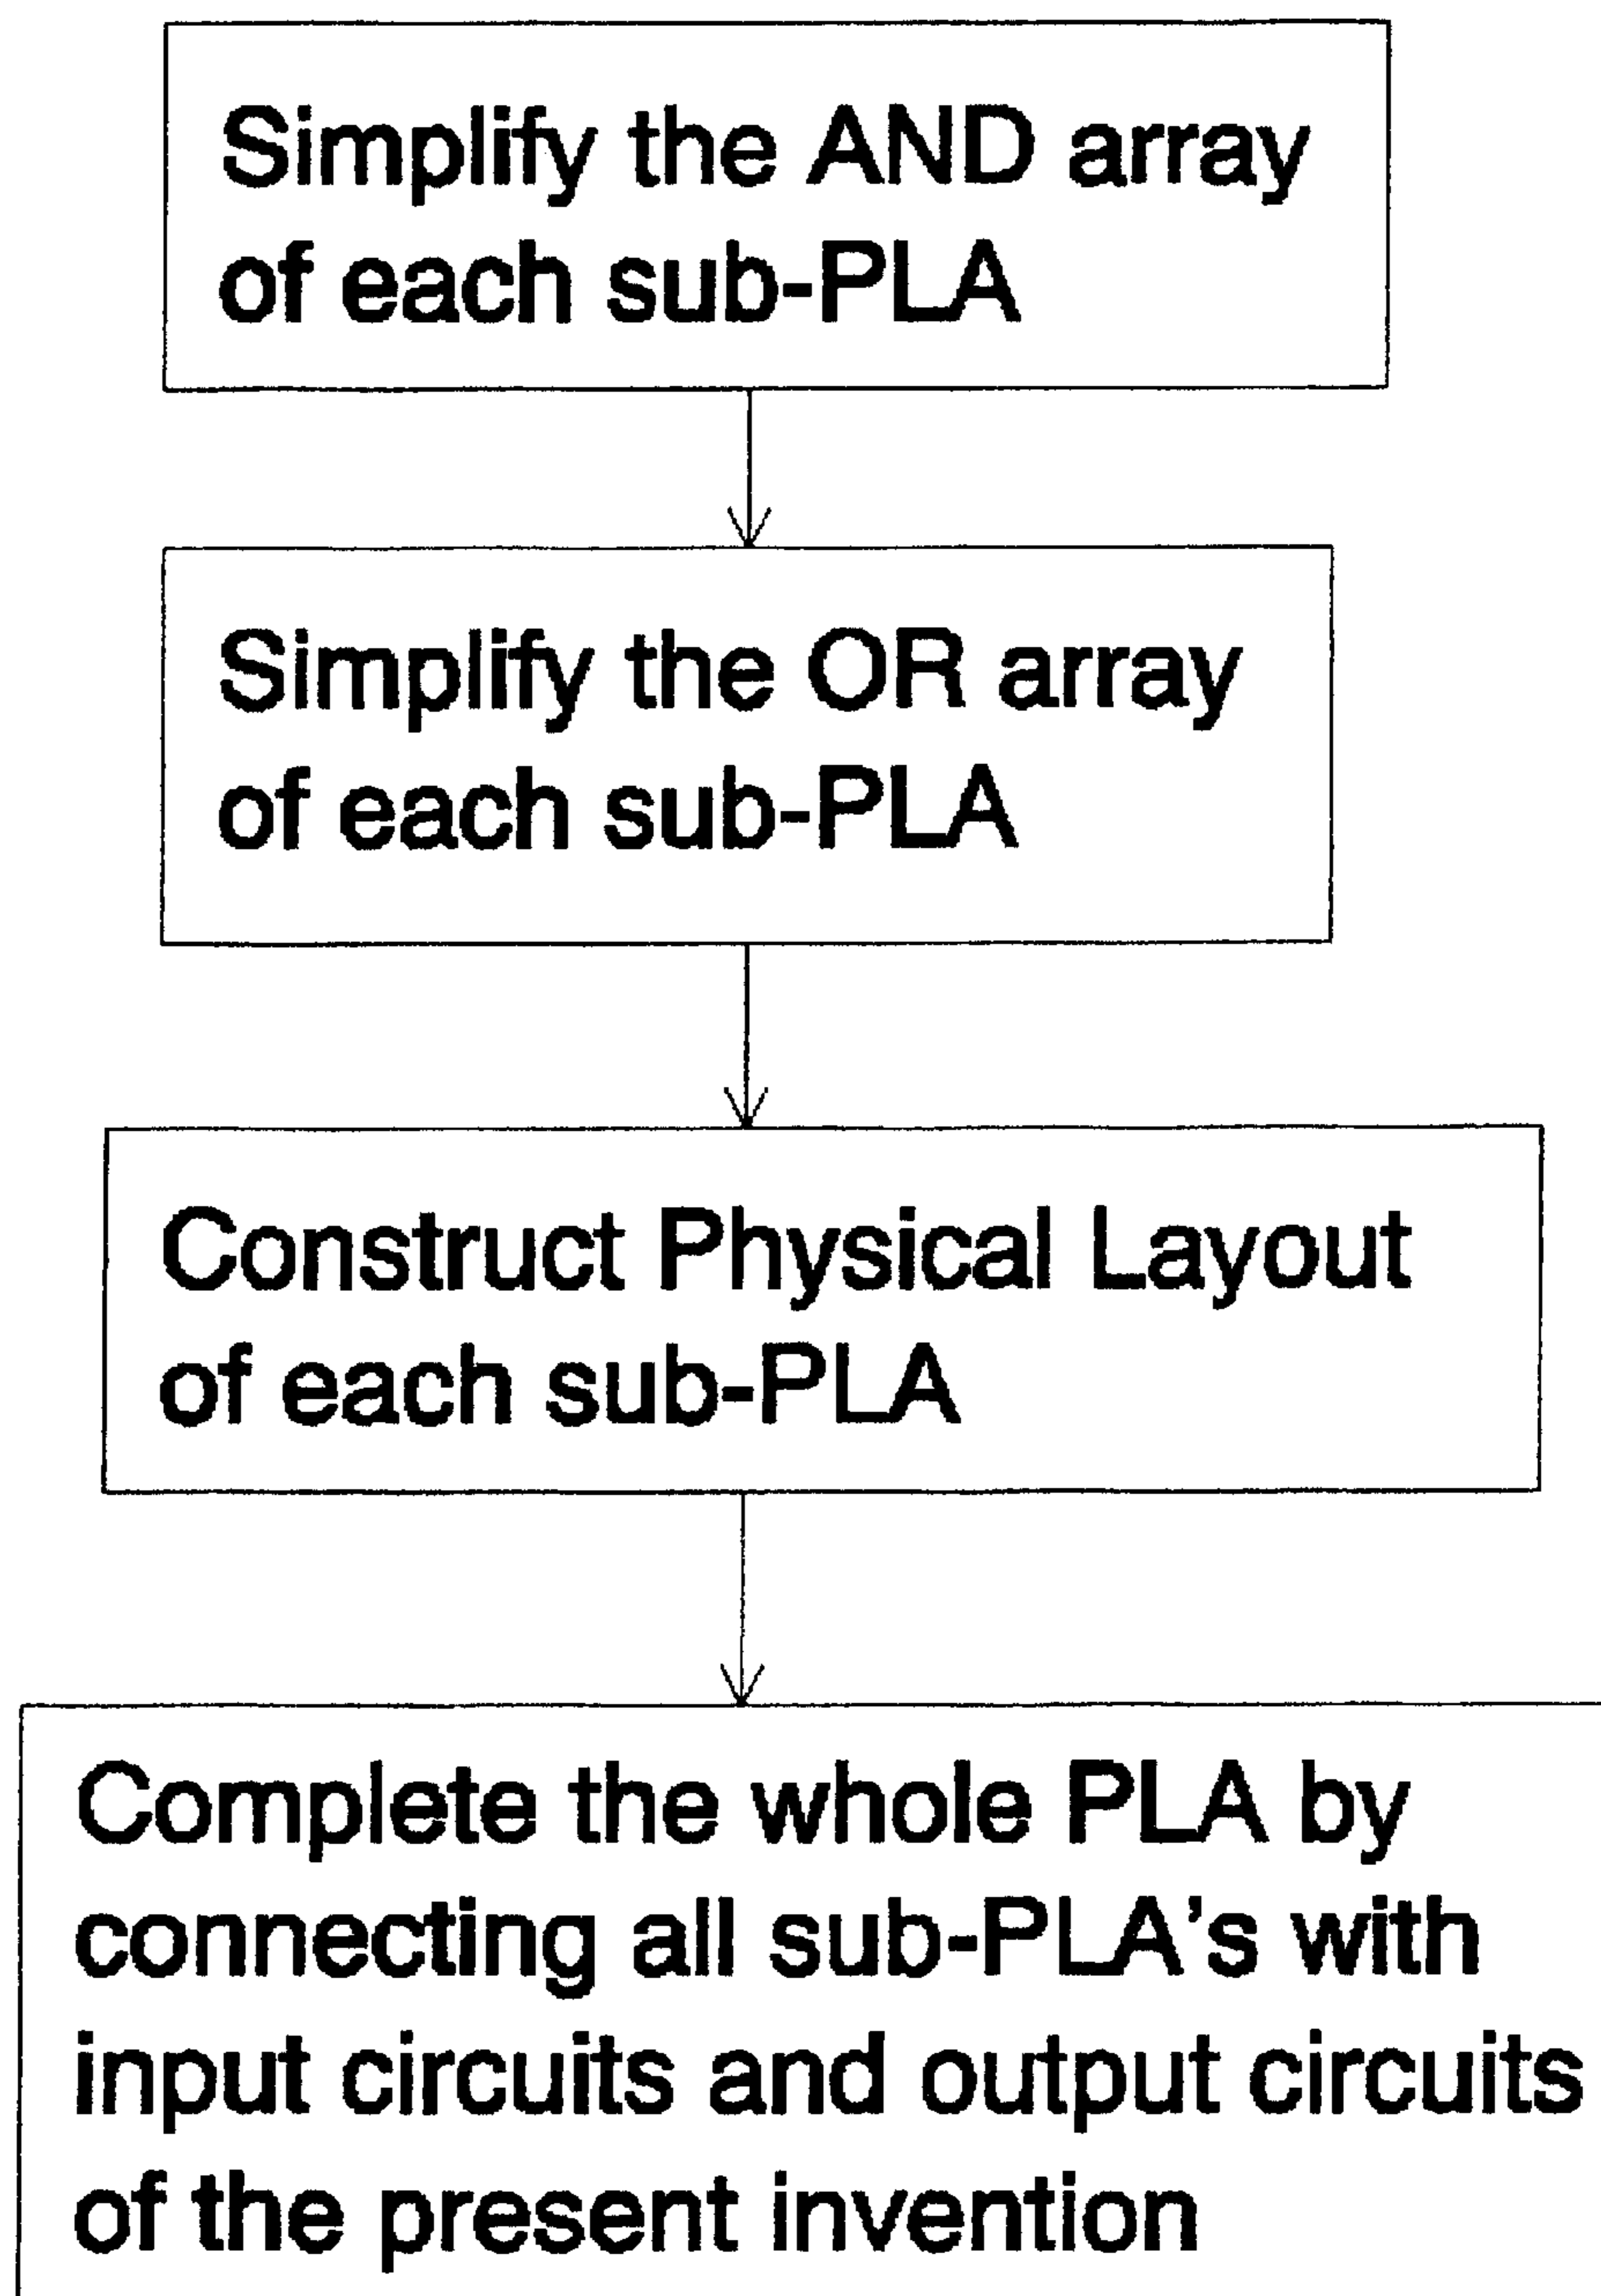 Simplify the AND array
of each sub-PLA
Simplify the OR array
of each sub-PLA
Construct Physical Layout
of each sub-PLA
Complete the whole PLA by
connecting all sub-PLA's with
input circuits and output circuits
of the present invention